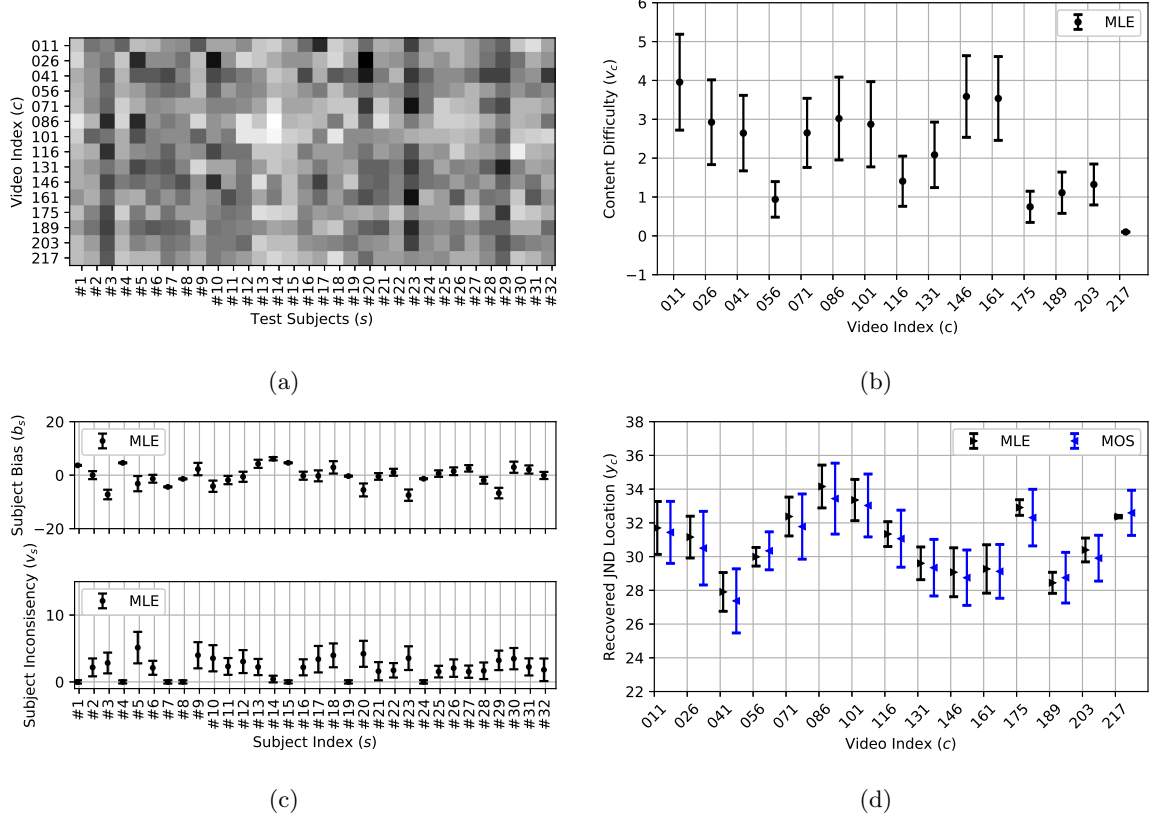 011
026
041
056
071
086
101
116
131
146
161
175
189
203
217
Video Index (c)
#1 #2 #3 #4 #5 #6 #7 #8 #9 #10 #11 #12 #13 #14 #15 #16 #17 #18 #19 #20 #21 #22 #23 #24 #25 #26 #27 #28 #29 #30 #31 #32
Test Subjects (s)
(a)
6
5
4
3
2
1
0
−1
Content Difficulty (vc)
MLE
011 026 041 056 071 086 101 116 131 146 161 175 189 203 217
Video Index (c)
(b)
20
0
−20
Subject Bias (bs)
MLE
10
0
Subject Inconsisency (vs)
MLE
#1 #2 #3 #4 #5 #6 #7 #8 #9 #10 #11 #12 #13 #14 #15 #16 #17 #18 #19 #20 #21 #22 #23 #24 #25 #26 #27 #28 #29 #30 #31 #32
Subject Index (s)
(c)
38
36
34
32
30
28
26
24
22
Recovered JND Location (yc)
MLE MOS
011 026 041 056 071 086 101 116 131 146 161 175 189 203 217
Video Index (c)
(d)